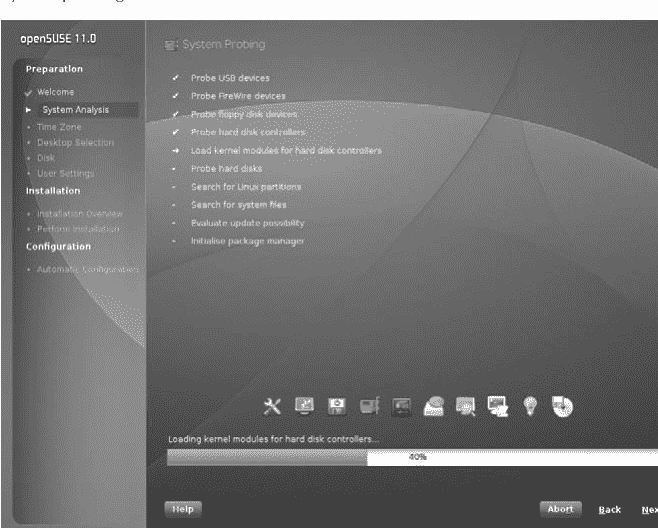 openSUSE 11.0
Preparation
Welcome
System Analysis
Time Zone
Desktop Selection
Disk
User Settings
Installation
Installation Overview
Perform Installation
Configuration
Automatic Configuration
System Probing
Probe USB devices
Probe FireWire devices
Probe floppy disk devices
Probe hard disk controllers
Load kernel modules for hard disk controllers
Probe hard disks
Search for Linux partitions
Search for system files
Evaluate update possibility
Initialise package manager
Loading kernel modules for hard disk controllers...
40%
Help
Abort
Back